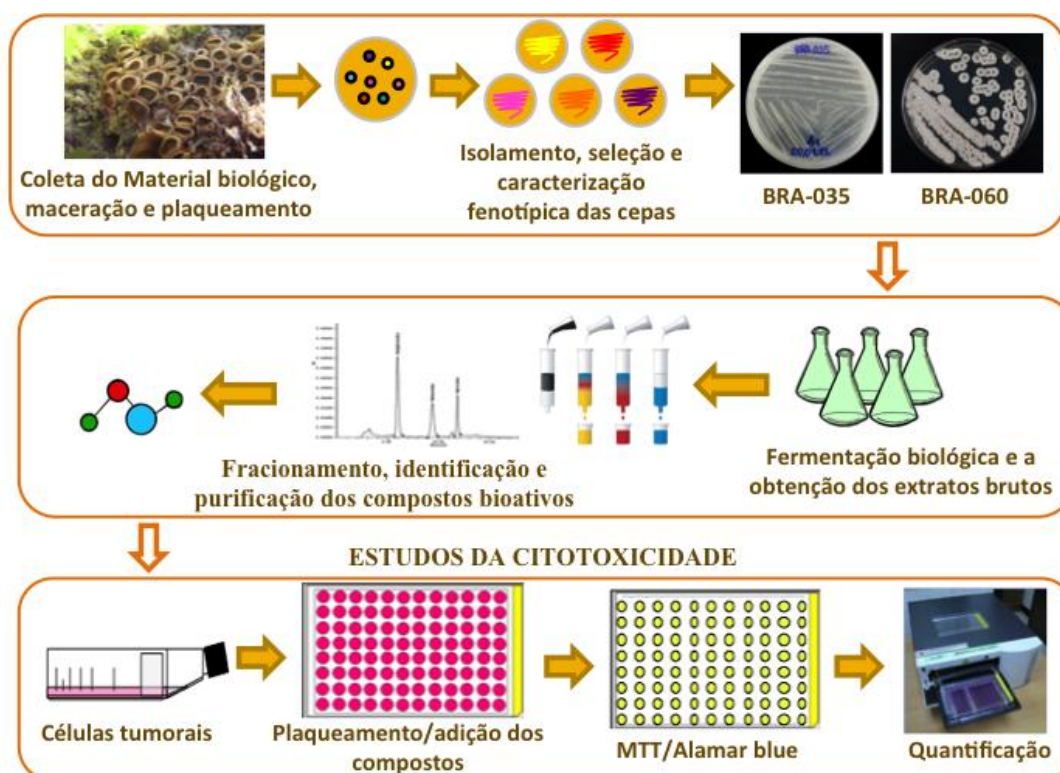 Coleta do Material biológico,
maceração e plaqueamento
Isolamento, seleção e
caracterização
fenotípica das cepas
BRA-035
BRA-035
BRA-060
Fracionamento, identificação e
purificação dos compostos bioativos
Fermentação biológica e a
obtenção dos extratos brutos
ESTUDOS DA CITOTOXICIDADE
Células tumorais
Plaqueamento/adição dos
compostos
MTT/Alamar blue
Quantificação